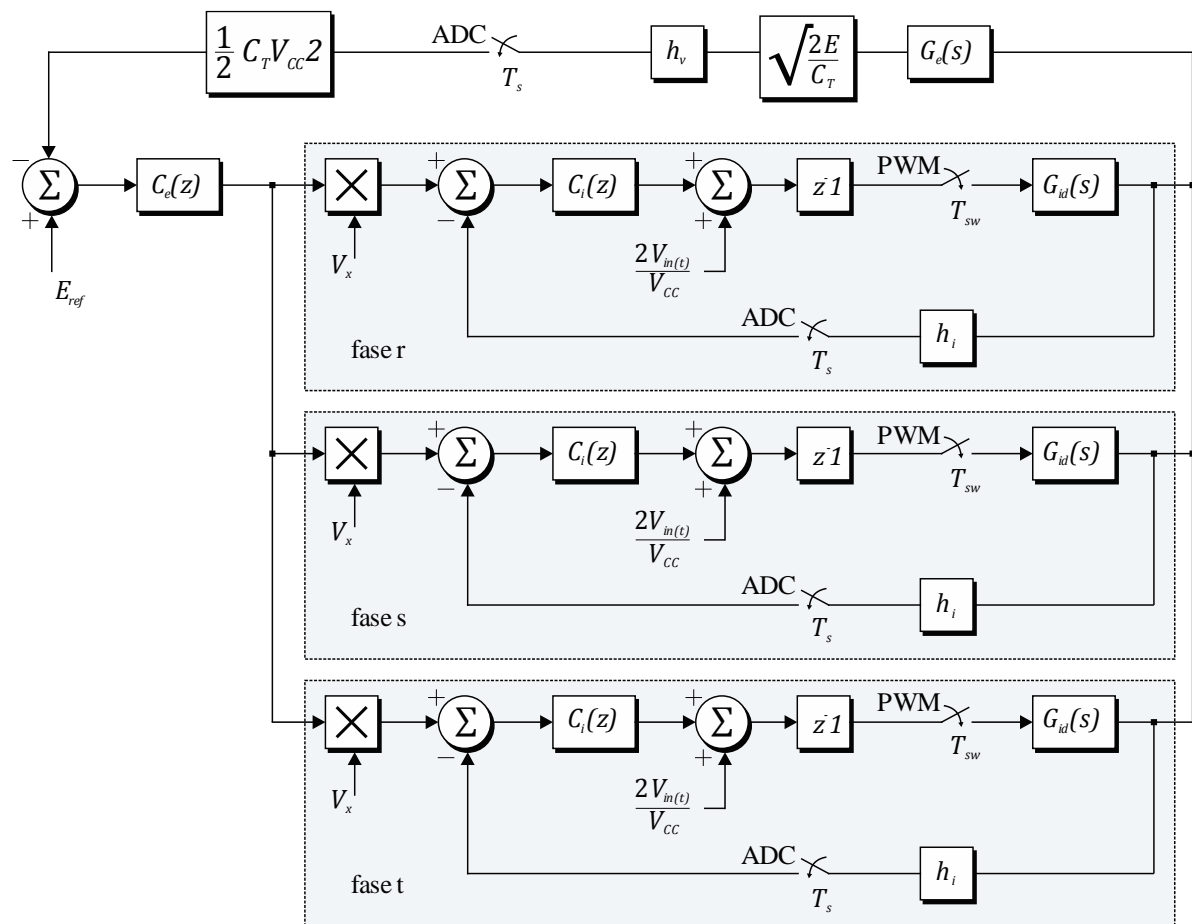 1/2 C_T V_CC 2
ADC
T_s
h_v
√(2E/C_T)
G_e(s)
−
Σ
+
E_ref
C_e(z)
×
V_x
+
Σ
−
C_i(z)
+
Σ
+
2V_in(t)/V_CC
z-1
PWM
T_sw
G_id(s)
ADC
T_s
h_i
fase r
×
V_x
+
Σ
−
C_i(z)
+
Σ
+
2V_in(t)/V_CC
z-1
PWM
T_sw
G_id(s)
ADC
T_s
h_i
fase s
×
V_x
+
Σ
−
C_i(z)
+
Σ
+
2V_in(t)/V_CC
z-1
PWM
T_sw
G_id(s)
ADC
T_s
h_i
fase t